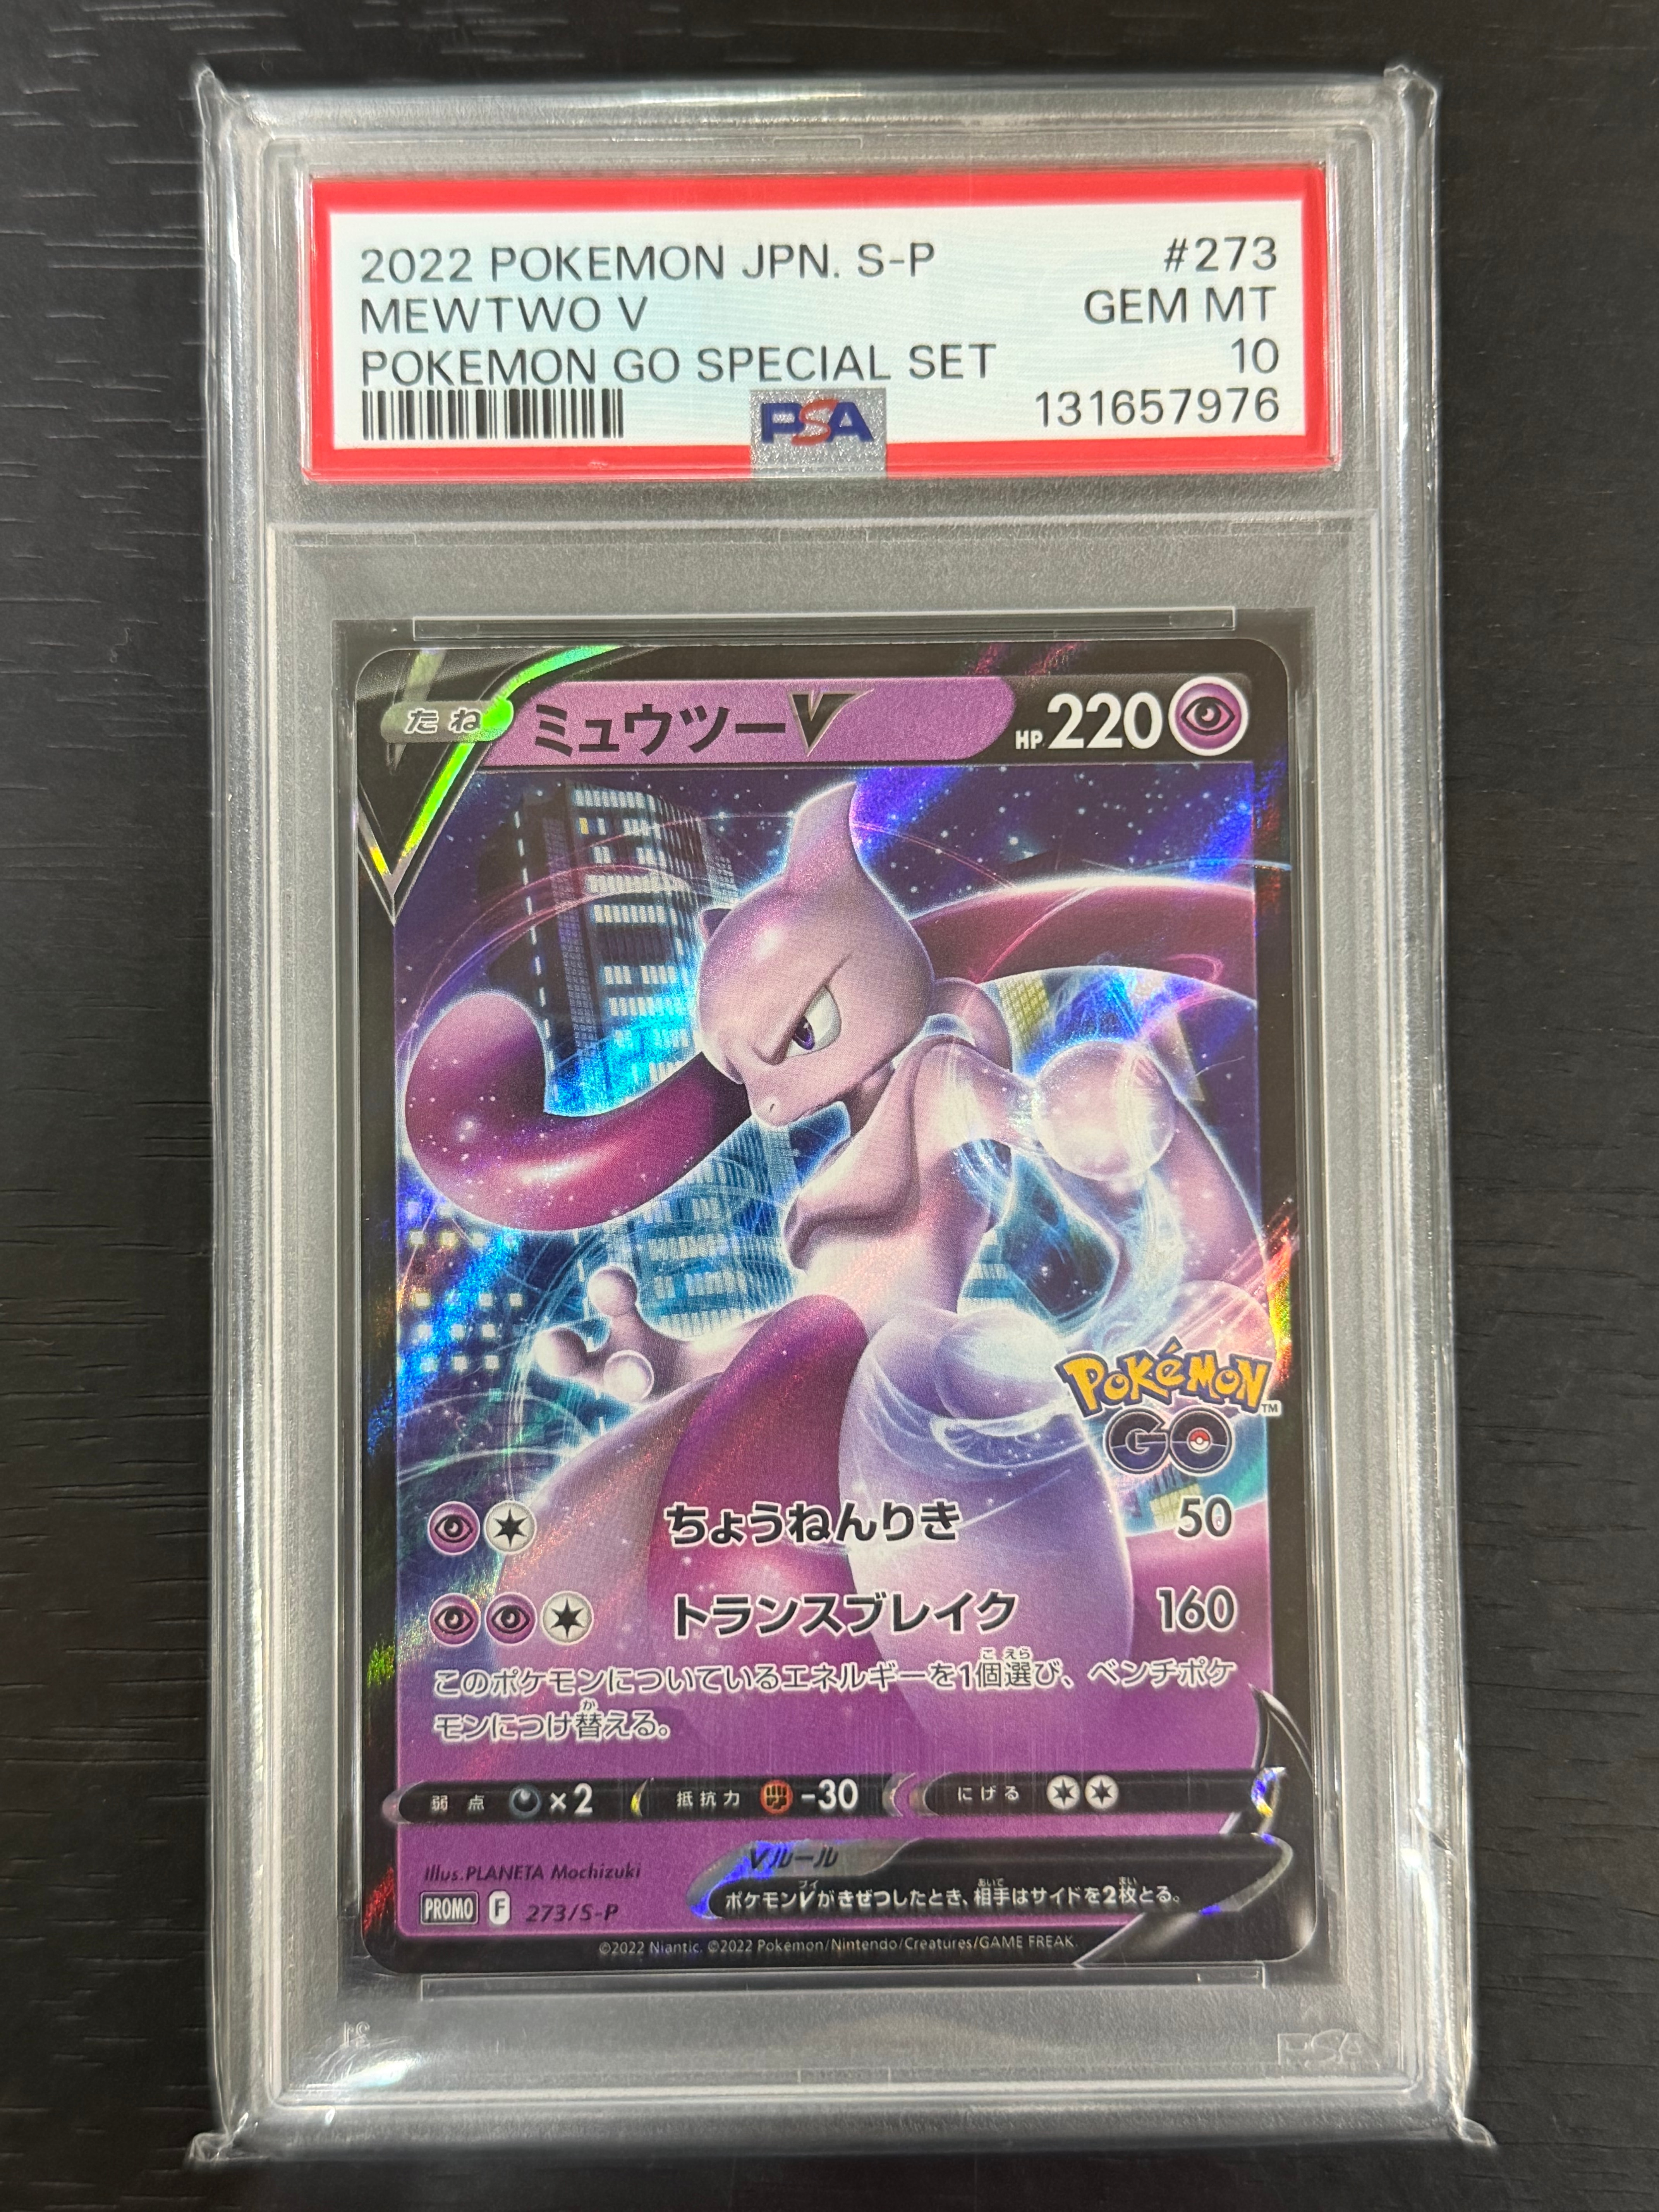 2022 POKEMON JPN. S-P #273
MEWTWO V GEM MT
POKEMON GO SPECIAL SET 10
PSA 131657976
たね ミュウツーV HP 220
POKéMON™
GO
ちょうねんりき 50
トランスブレイク 160
このポケモンについているエネルギーを1個選び、ベンチポケ
モンにつけ替える。
弱点 ×2 抵抗力 -30 にげる
Illus.PLANETA Mochizuki
Vルール
ポケモンVがきぜつしたとき、相手はサイドを2枚とる。
PROMO F 273/S-P
©2022 Niantic. ©2022 Pokémon/Nintendo/Creatures/GAME FREAK.
PSA